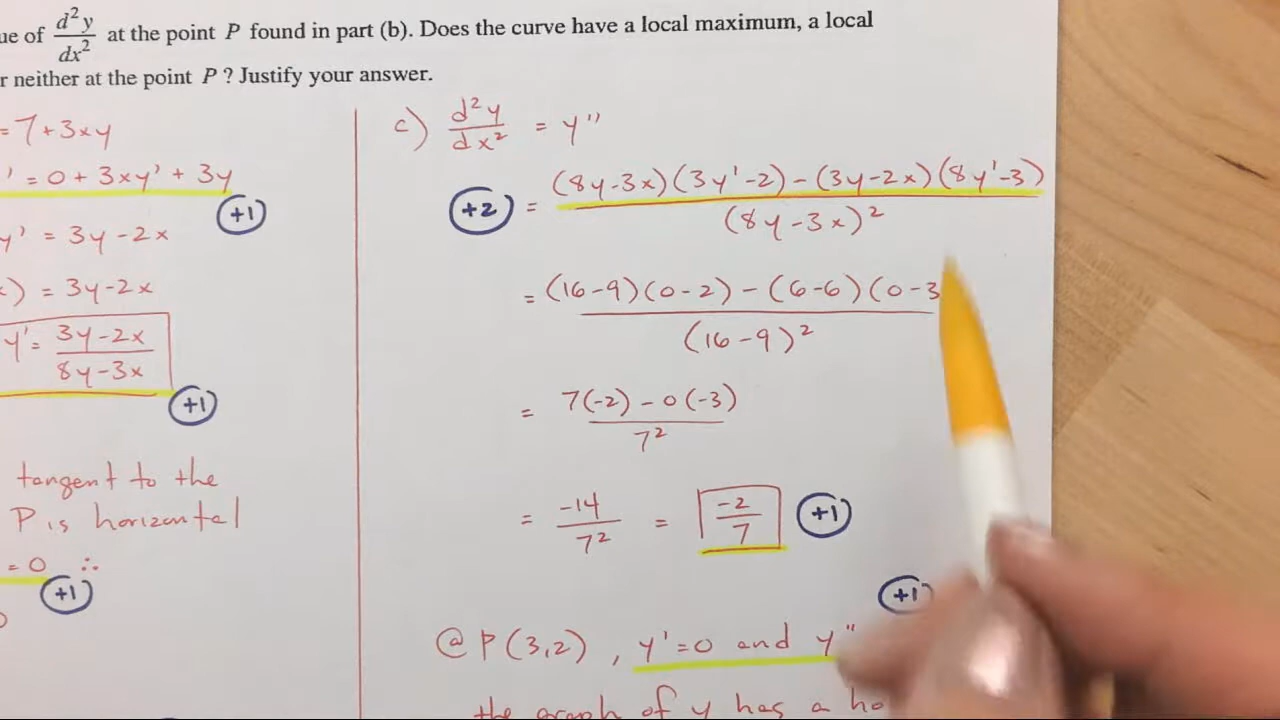 ue of d²y/dx² at the point P found in part (b). Does the curve have a local maximum, a local
r neither at the point P ? Justify your answer.
= 7 + 3xy
' = 0 + 3xy' + 3y
+1
y' = 3y - 2x
) = 3y - 2x
y' = (3y - 2x)/(8y - 3x)
+1
tangent to the
P is horizontal
= 0 ∴
+1
c) d²y/dx² = y"
+2 = ((8y - 3x)(3y' - 2) - (3y - 2x)(8y' - 3))/(8y - 3x)²
= ((16 - 9)(0 - 2) - (6 - 6)(0 - 3/(16 - 9)²
= (7(-2) - 0(-3))/7²
= -14/7² = -2/7 +1
+1
@ P(3,2), y' = 0 and y"
the graph of y has a ho